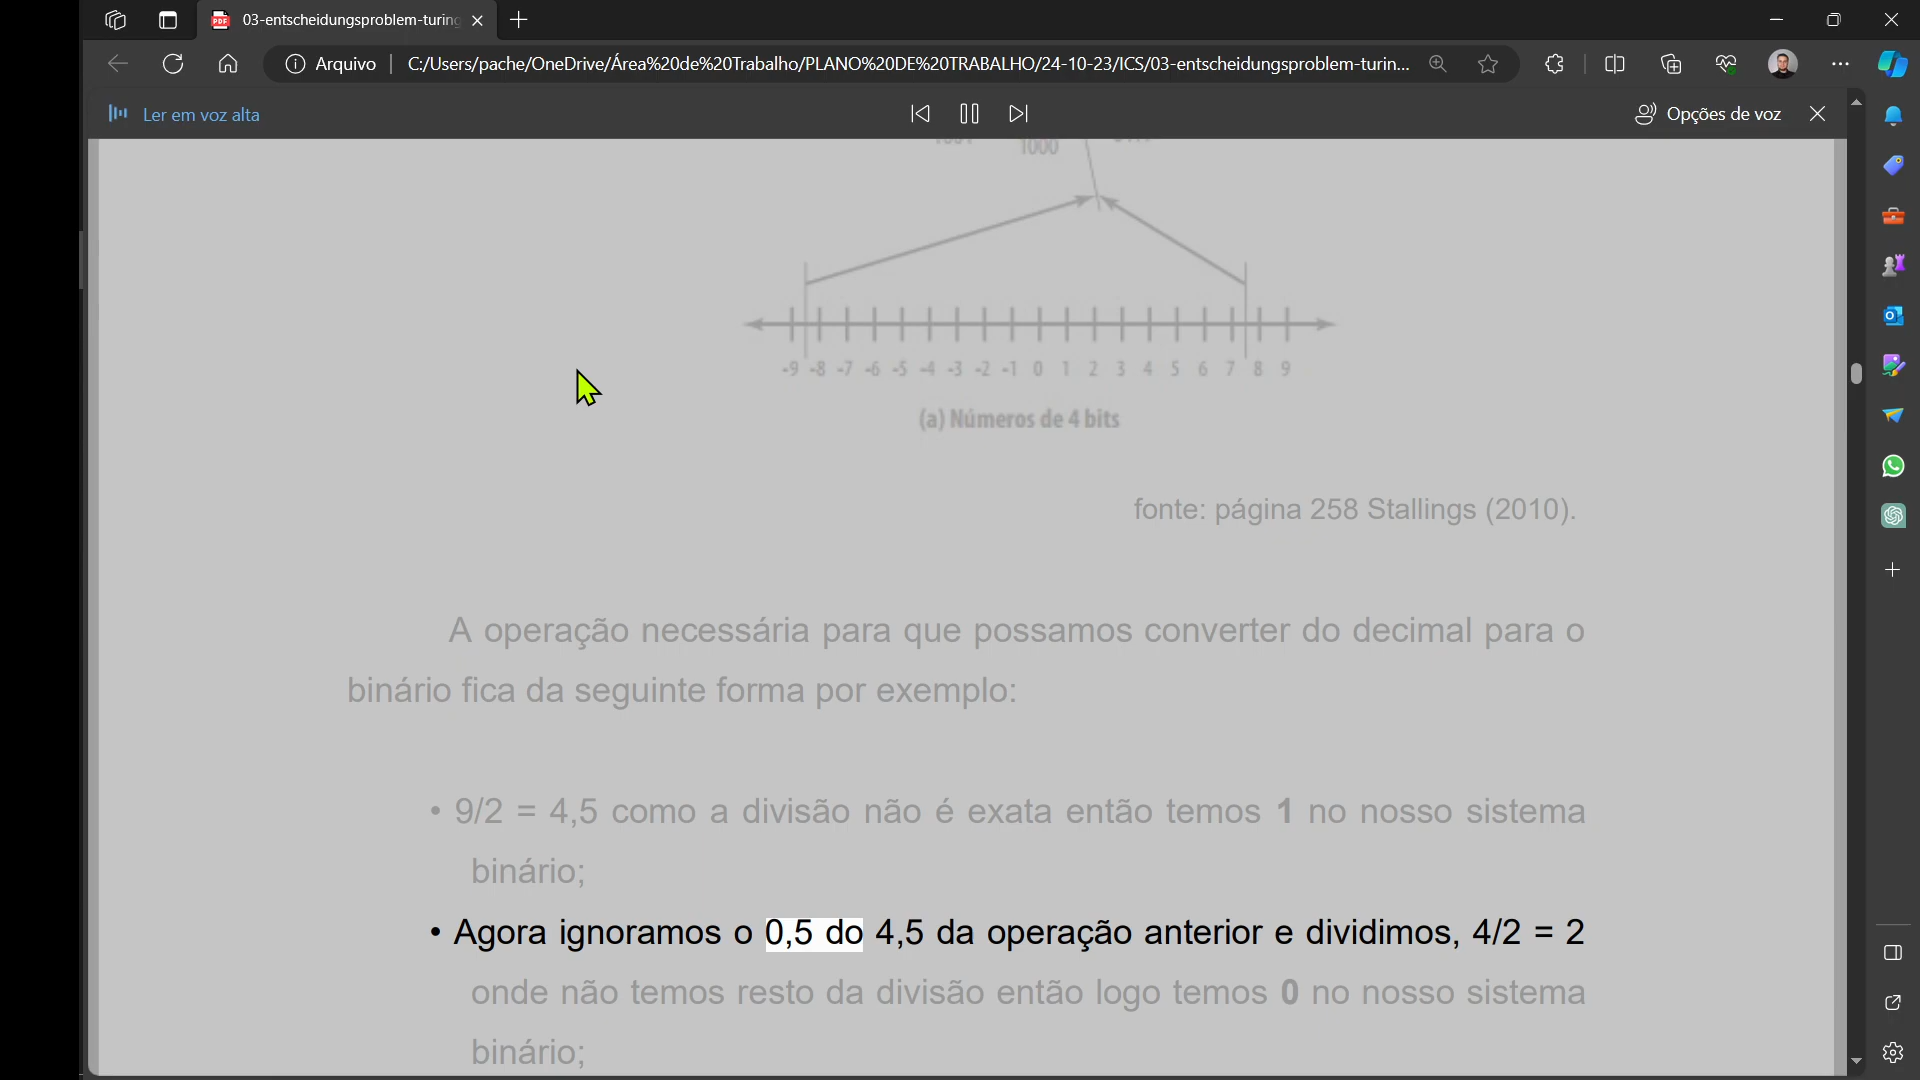 03-entscheidungsproblem-turing
Arquivo
C:/Users/pache/OneDrive/Área%20de%20Trabalho/PLANO%20DE%20TRABALHO/24-10-23/ICS/03-entscheidungsproblem-turin...
Ler em voz alta
Opções de voz
1000
-9 -8 -7 -6 -5 -4 -3 -2 -1 0 1 2 3 4 5 6 7 8 9
(a) Números de 4 bits
fonte: página 258 Stallings (2010).
A operação necessária para que possamos converter do decimal para o
binário fica da seguinte forma por exemplo:
• 9/2 = 4,5 como a divisão não é exata então temos 1 no nosso sistema
binário;
• Agora ignoramos o 0,5 do 4,5 da operação anterior e dividimos, 4/2 = 2
onde não temos resto da divisão então logo temos 0 no nosso sistema
binário;